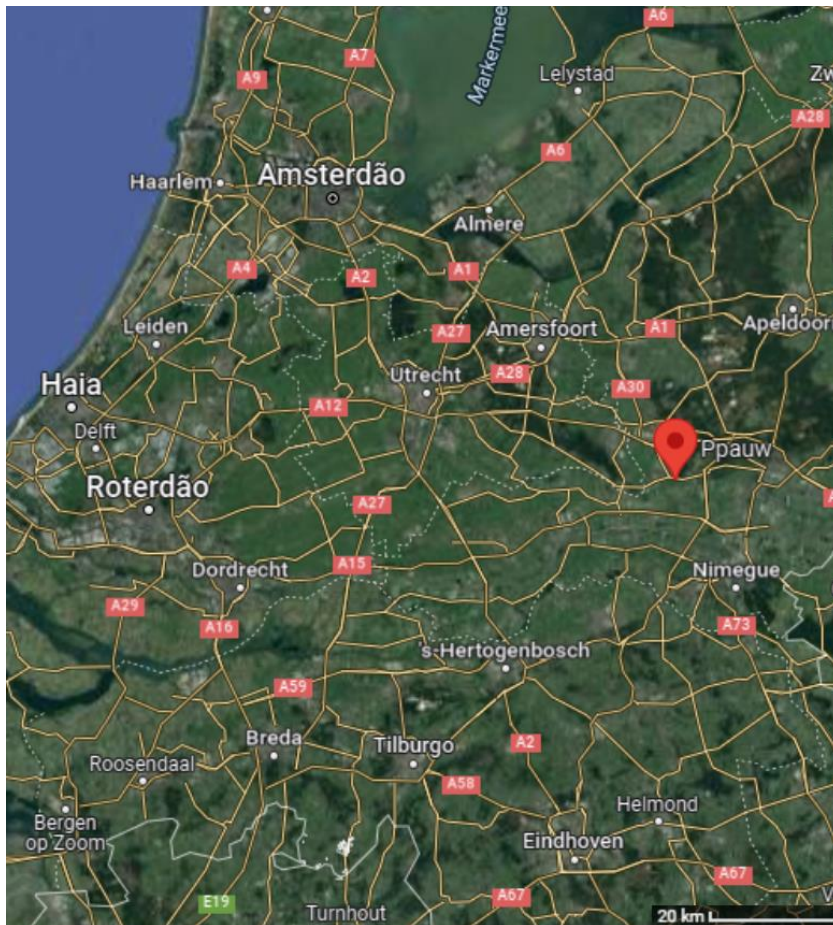 A6
A7
Markermee
Lelystad
Zw
A9
A28
A6
Haarlem
Amsterdão
Almere
A4
A2
A1
Leiden
A27
Amersfoort
A1
Apeldoor
Haia
Utrecht
A28
A30
A12
Delft
Ppauw
Roterdão
A27
A
Dordrecht
A15
Nimegue
A29
A16
A73
's-Hertogenbosch
A59
Breda
Tilburgo
A2
Roosendaal
A58
Bergen
op Zoom
Helmond
Eindhoven
A67
E19
A67
V
Turnhout
20 km